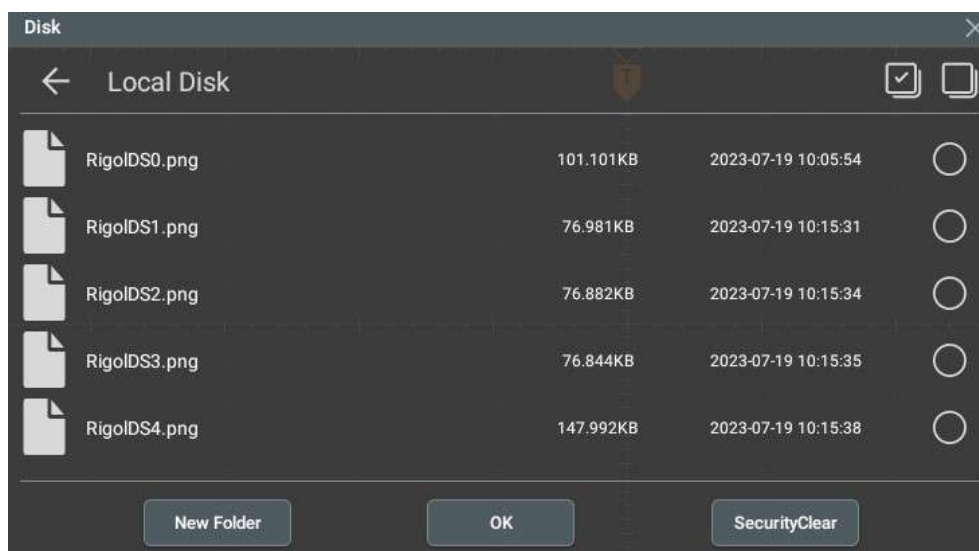 Disk
Local Disk
T
RigolDS0.png 101.101KB 2023-07-19 10:05:54
RigolDS1.png 76.981KB 2023-07-19 10:15:31
RigolDS2.png 76.882KB 2023-07-19 10:15:34
RigolDS3.png 76.844KB 2023-07-19 10:15:35
RigolDS4.png 147.992KB 2023-07-19 10:15:38
New Folder OK SecurityClear